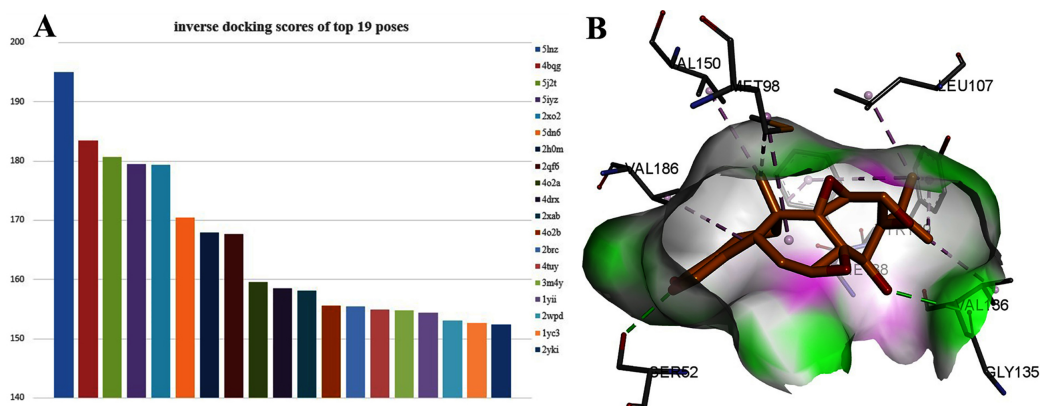 A
inverse docking scores of top 19 poses
200
190
180
170
160
150
140
5lnz
4bqg
5j2t
5iyz
2xo2
5dn6
2h0m
2qf6
4o2a
4drx
2xab
4o2b
2brc
4tuy
3m4y
1yii
2wpd
1yc3
2yki
B
AL150
MET98
LEU107
VAL186
VAL136
SER52
GLY135